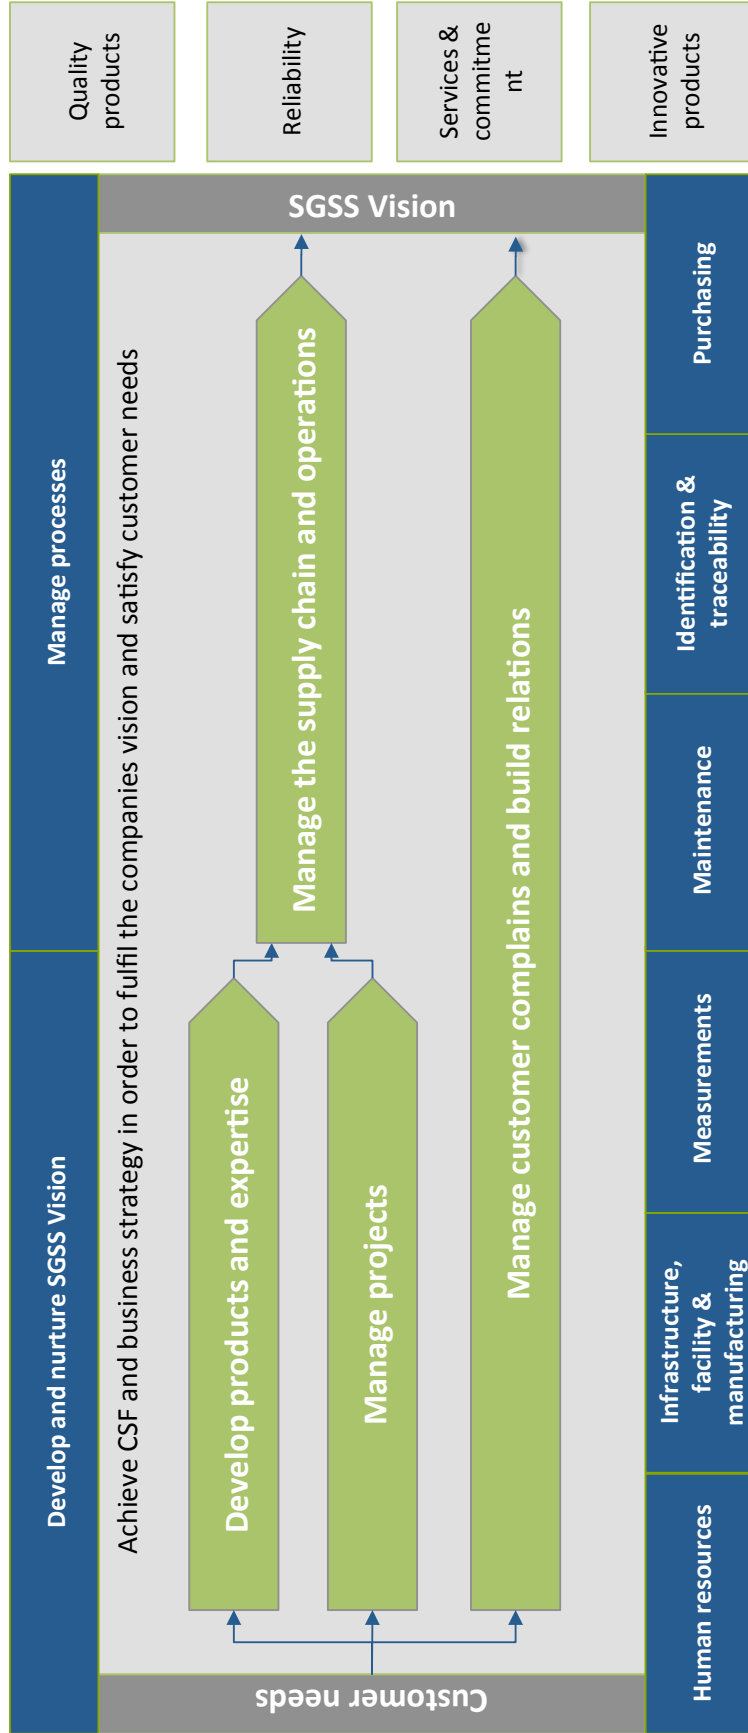 Develop and nurture SGSS Vision
Manage processes
Quality
products
Reliability
Services &
commitme
nt
Innovative
products
Achieve CSF and business strategy in order to fulfil the companies vision and satisfy customer needs
Customer needs
Develop products and expertise
Manage projects
Manage the supply chain and operations
Manage customer complains and build relations
SGSS Vision
Human resources
Infrastructure,
facility &
manufacturing
Measurements
Maintenance
Identification &
traceability
Purchasing